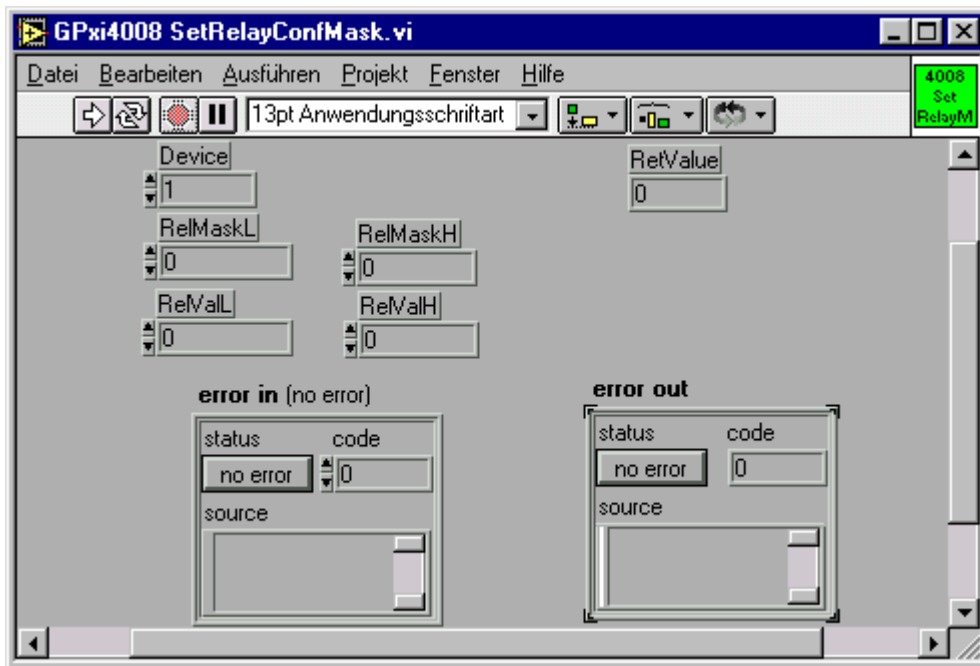 GPxi4008 SetRelayConfMask.vi
Datei Bearbeiten Ausführen Projekt Fenster Hilfe
4008
Set
RelayM
13pt Anwendungsschriftart
Device
1
RetValue
0
RelMaskL
0
RelMaskH
0
RelValL
0
RelValH
0
error in (no error)
status code
no error 0
source
error out
status code
no error 0
source